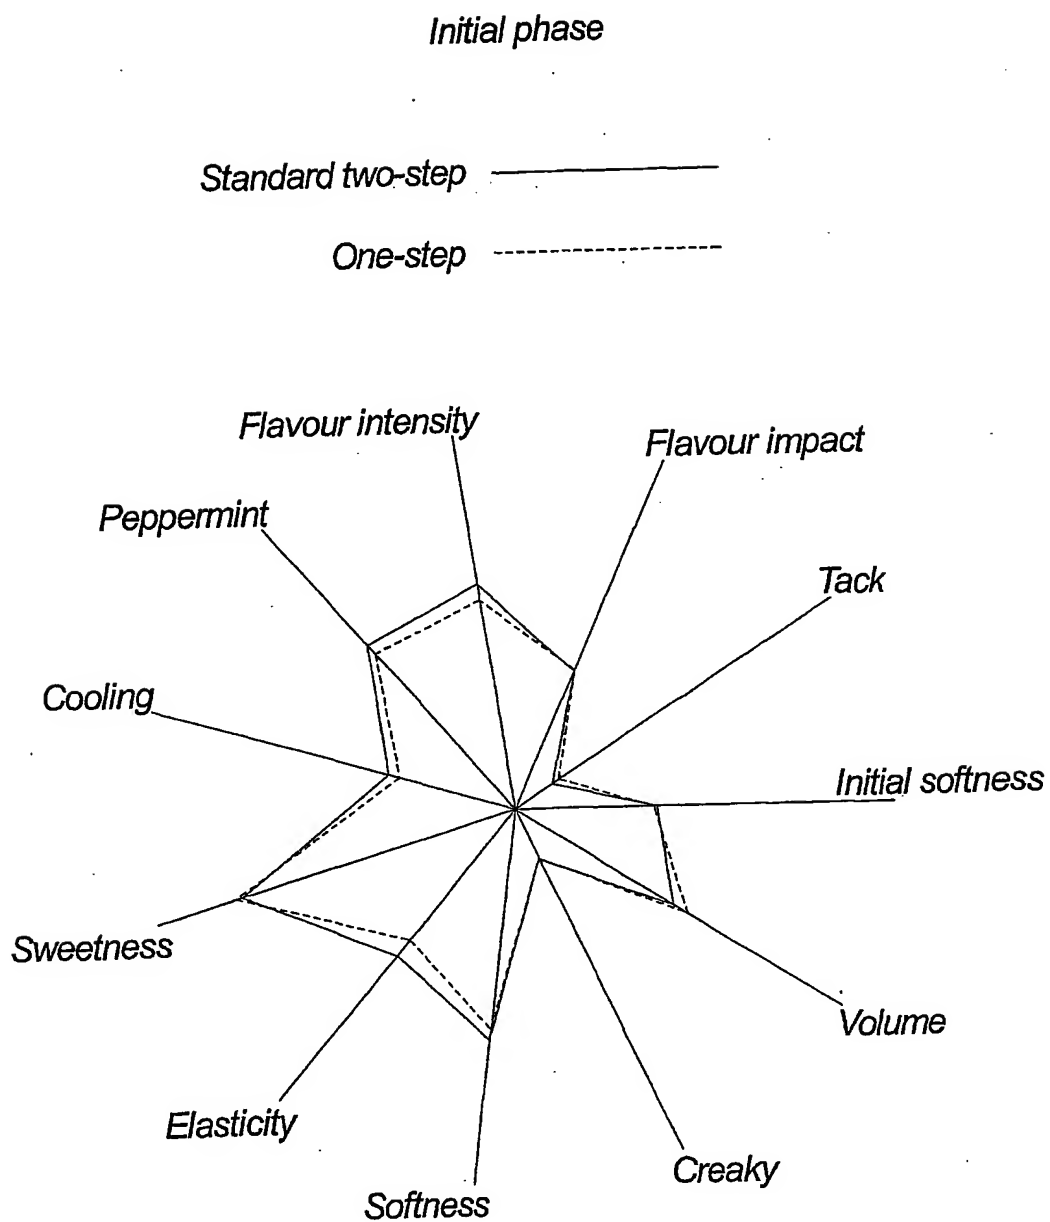 Initial phase
Standard two-step
One-step
Flavour intensity
Flavour impact
Peppermint
Tack
Cooling
Initial softness
Sweetness
Volume
Elasticity
Creaky
Softness